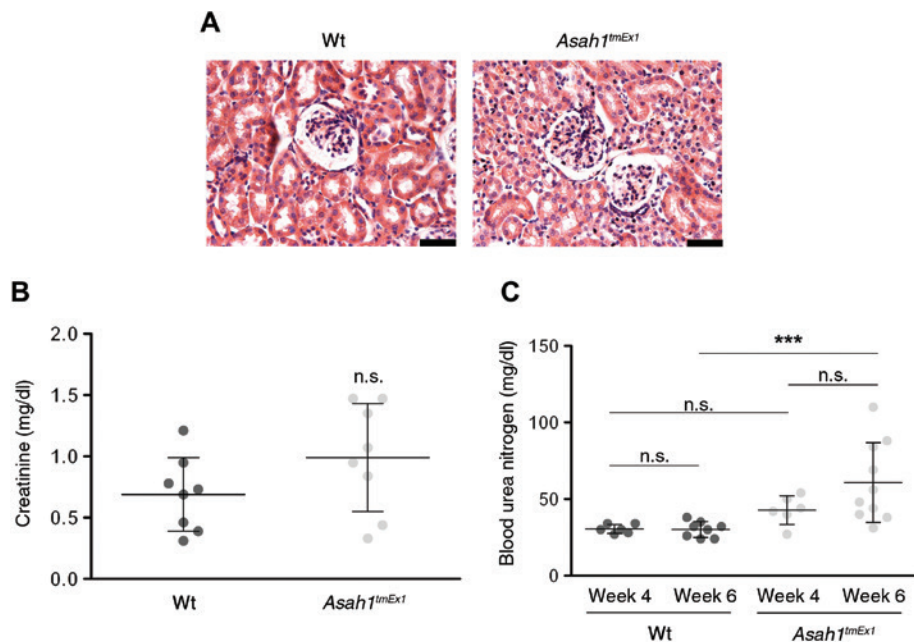 A
Wt
Asah1tmEx1
B
Creatinine (mg/dl)
2.0
1.5
1.0
0.5
0.0
n.s.
Wt
Asah1tmEx1
C
Blood urea nitrogen (mg/dl)
150
100
50
0
***
n.s.
n.s.
n.s.
Week 4 Week 6 Week 4 Week 6
Wt
Asah1tmEx1